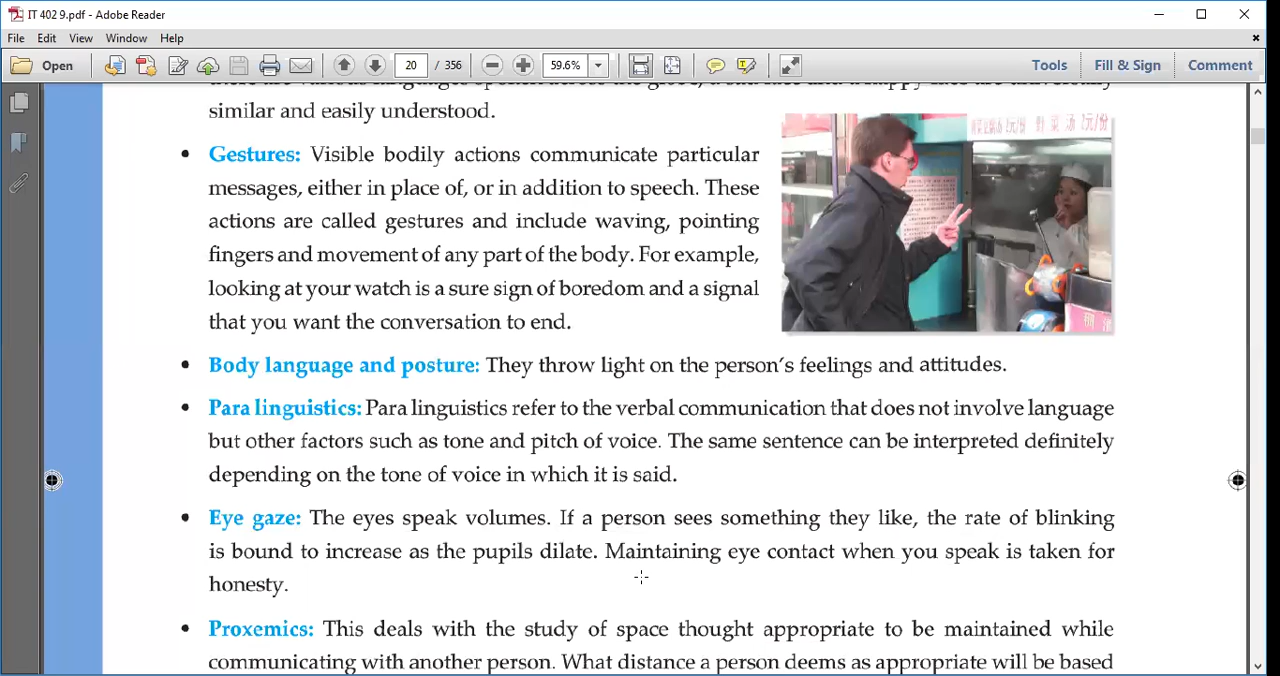 IT 402 9.pdf - Adobe Reader
File Edit View Window Help
Open 20 / 356 59.6% Tools Fill & Sign Comment
similar and easily understood.
• Gestures: Visible bodily actions communicate particular
messages, either in place of, or in addition to speech. These
actions are called gestures and include waving, pointing
fingers and movement of any part of the body. For example,
looking at your watch is a sure sign of boredom and a signal
that you want the conversation to end.
• Body language and posture: They throw light on the person's feelings and attitudes.
• Para linguistics: Para linguistics refer to the verbal communication that does not involve language
but other factors such as tone and pitch of voice. The same sentence can be interpreted definitely
depending on the tone of voice in which it is said.
• Eye gaze: The eyes speak volumes. If a person sees something they like, the rate of blinking
is bound to increase as the pupils dilate. Maintaining eye contact when you speak is taken for
honesty.
• Proxemics: This deals with the study of space thought appropriate to be maintained while
communicating with another person. What distance a person deems as appropriate will be based